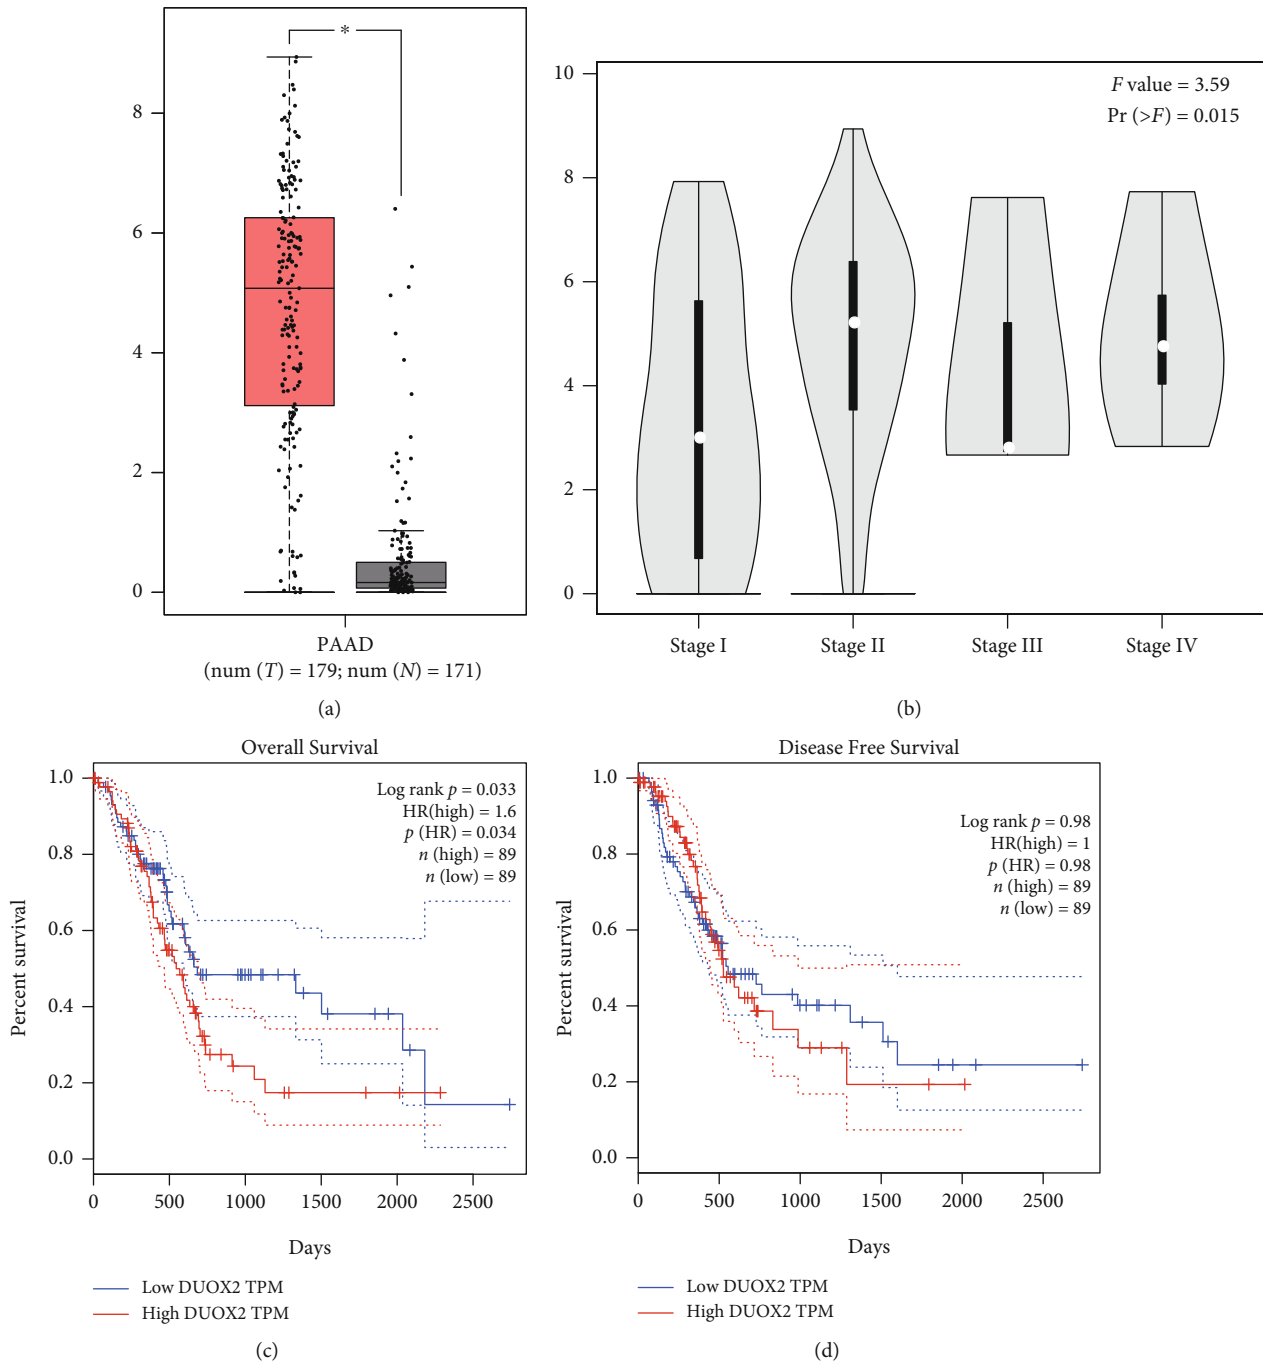 *
8
6
4
2
0
PAAD
(num (T) = 179; num (N) = 171)
(a)
10
8
6
4
2
0
F value = 3.59
Pr (>F) = 0.015
Stage I
Stage II
Stage III
Stage IV
(b)
Overall Survival
Percent survival
1.0
0.8
0.6
0.4
0.2
0.0
Log rank p = 0.033
HR(high) = 1.6
p (HR) = 0.034
n (high) = 89
n (low) = 89
0
500
1000
1500
2000
2500
Days
Low DUOX2 TPM
High DUOX2 TPM
(c)
Disease Free Survival
Percent survival
1.0
0.8
0.6
0.4
0.2
0.0
Log rank p = 0.98
HR(high) = 1
p (HR) = 0.98
n (high) = 89
n (low) = 89
0
500
1000
1500
2000
2500
Days
Low DUOX2 TPM
High DUOX2 TPM
(d)